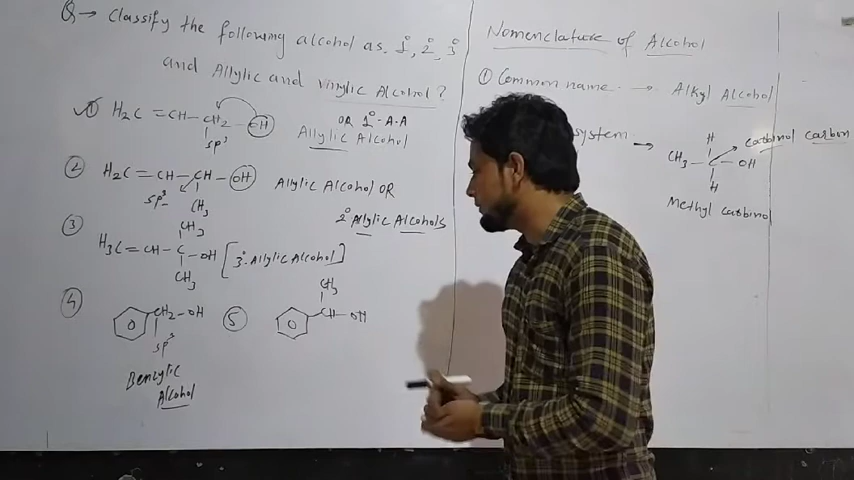 Q → Classify the following alcohol as. 1°, 2°, 3°
and Allylic and vinylic Alcohol?
① H2C = CH - CH2 - OH
sp3
OR 1°-A.A
Allylic Alcohol
② H2C = CH - CH - OH
sp3
CH3
Allylic Alcohol OR
2° Allylic Alcohols
③ CH3
H3C = CH - C - OH [3° Allylic Alcohol]
CH3
④ CH2 - OH
sp3
Benzylic
Alcohol
⑤ CH3
CH - OH
Nomenclature of Alcohol
① Common name. → Alkyl Alcohol
system →
H
CH3 - C - OH
H
carbinol carbon
Methyl carbinol